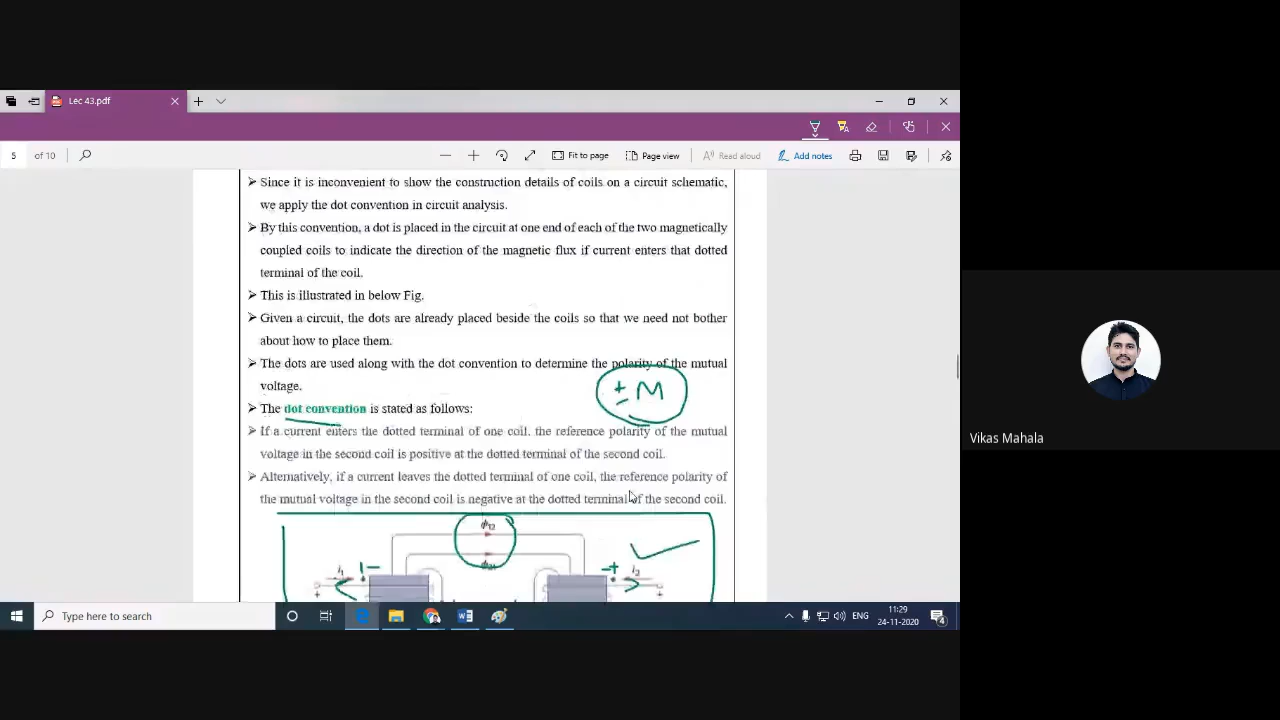 Lec 43.pdf
5 of 10
Fit to page
Page view
Read aloud
Add notes
➢ Since it is inconvenient to show the construction details of coils on a circuit schematic,
we apply the dot convention in circuit analysis.
➢ By this convention, a dot is placed in the circuit at one end of each of the two magnetically
coupled coils to indicate the direction of the magnetic flux if current enters that dotted
terminal of the coil.
➢ This is illustrated in below Fig.
➢ Given a circuit, the dots are already placed beside the coils so that we need not bother
about how to place them.
➢ The dots are used along with the dot convention to determine the polarity of the mutual
voltage.
± M
➢ The dot convention is stated as follows:
➢ If a current enters the dotted terminal of one coil, the reference polarity of the mutual
voltage in the second coil is positive at the dotted terminal of the second coil.
➢ Alternatively, if a current leaves the dotted terminal of one coil, the reference polarity of
the mutual voltage in the second coil is negative at the dotted terminal of the second coil.
ϕ12
i1
i2
Vikas Mahala
Type here to search
ENG
11:29
24-11-2020
4